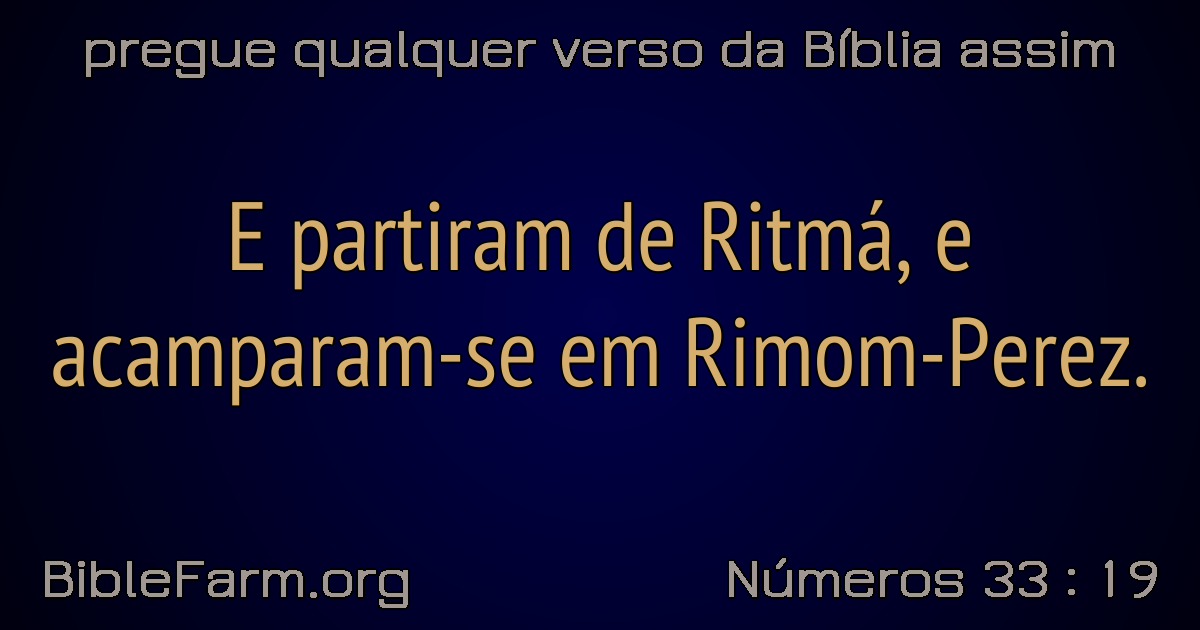 pregue qualquer verso da Bíblia assim
E partiram de Ritmá, e
acamparam-se em Rimom-Perez.
BibleFarm.org
Números 33 : 19